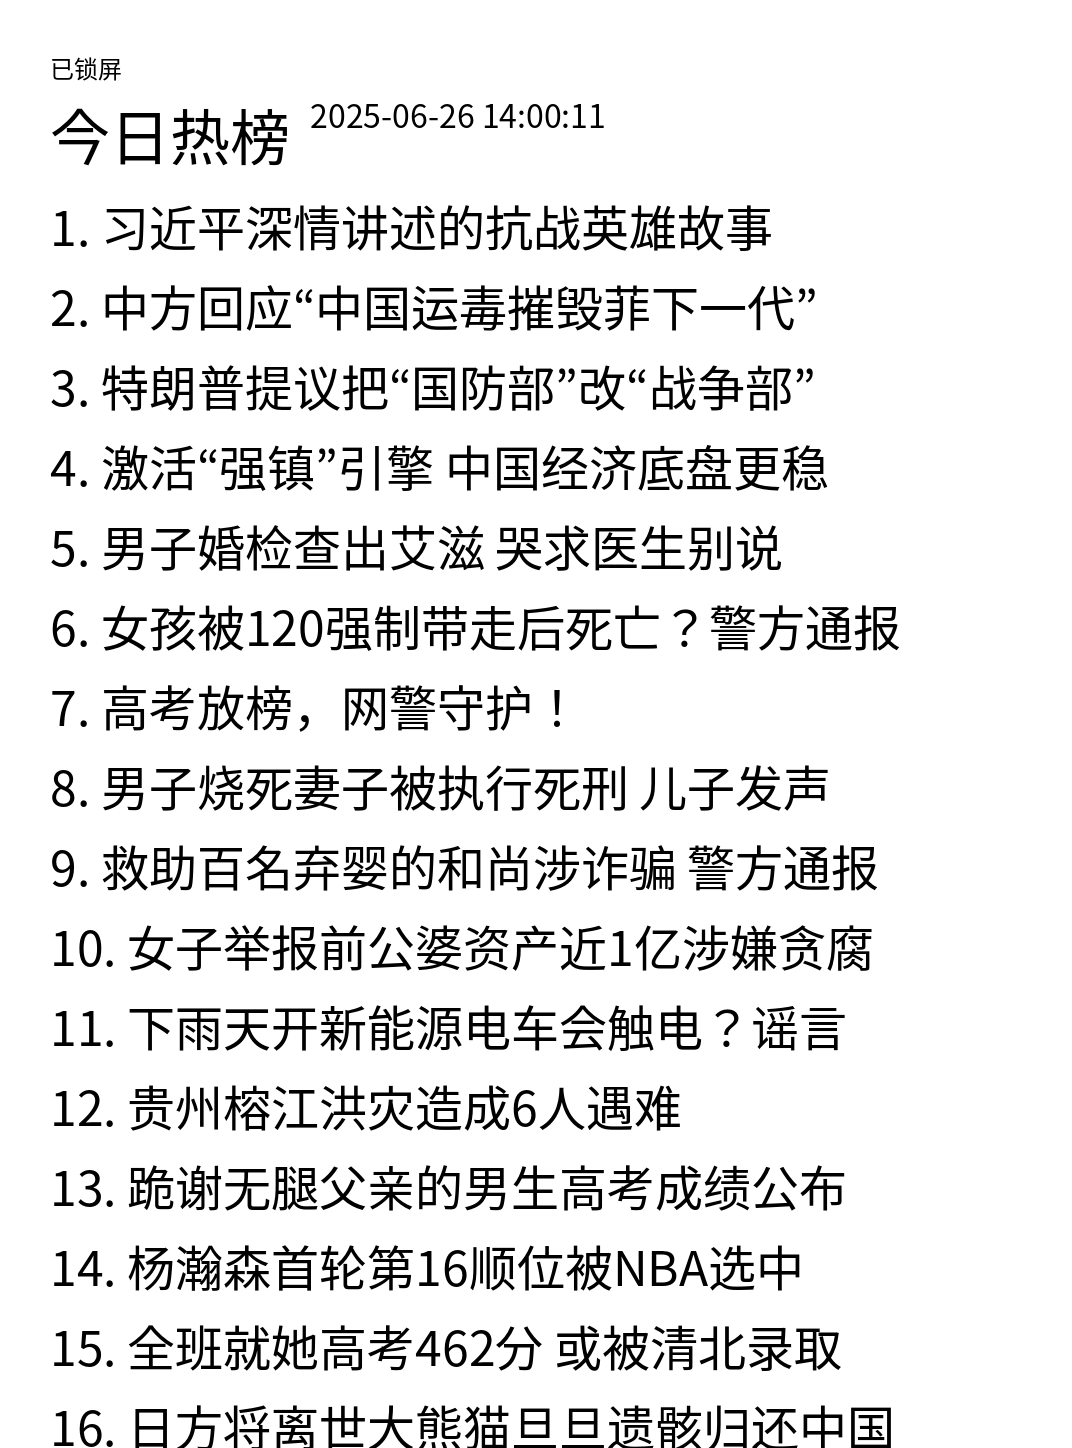 已锁屏
今日热榜 2025-06-26 14:00:11
1. 习近平深情讲述的抗战英雄故事
2. 中方回应“中国运毒摧毁菲下一代”
3. 特朗普提议把“国防部”改“战争部”
4. 激活“强镇”引擎 中国经济底盘更稳
5. 男子婚检查出艾滋 哭求医生别说
6. 女孩被120强制带走后死亡？警方通报
7. 高考放榜，网警守护！
8. 男子烧死妻子被执行死刑 儿子发声
9. 救助百名弃婴的和尚涉诈骗 警方通报
10. 女子举报前公婆资产近1亿涉嫌贪腐
11. 下雨天开新能源电车会触电？谣言
12. 贵州榕江洪灾造成6人遇难
13. 跪谢无腿父亲的男生高考成绩公布
14. 杨瀚森首轮第16顺位被NBA选中
15. 全班就她高考462分 或被清北录取
16. 日方将离世大熊猫旦旦遗骸归还中国